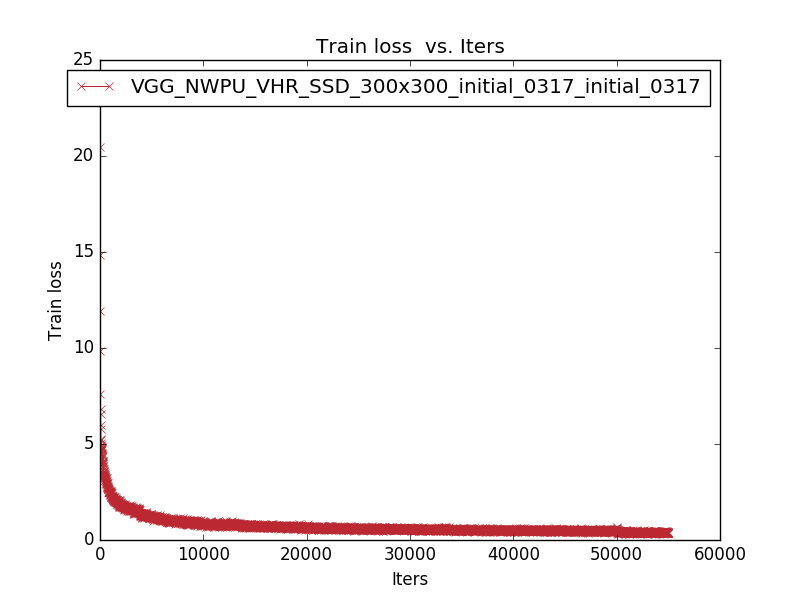 Train loss  vs. Iters
VGG_NWPU_VHR_SSD_300x300_initial_0317_initial_0317
25
20
15
10
5
0
Train loss
0 10000 20000 30000 40000 50000 60000
Iters